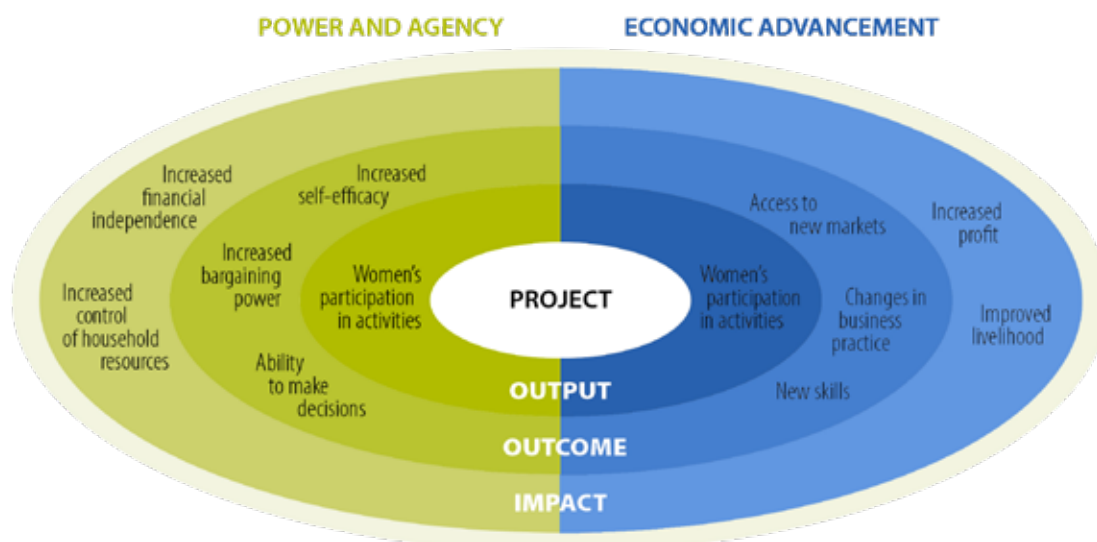 POWER AND AGENCY
ECONOMIC ADVANCEMENT
Increased
financial
independence
Increased
self-efficacy
Increased
bargaining
power
Increased
control
of household
resources
Ability
to make
decisions
Women's
participation
in activities
PROJECT
Women's
participation
in activities
Access to
new markets
Changes in
business
practice
New skills
Increased
profit
Improved
livelihood
OUTPUT
OUTCOME
IMPACT